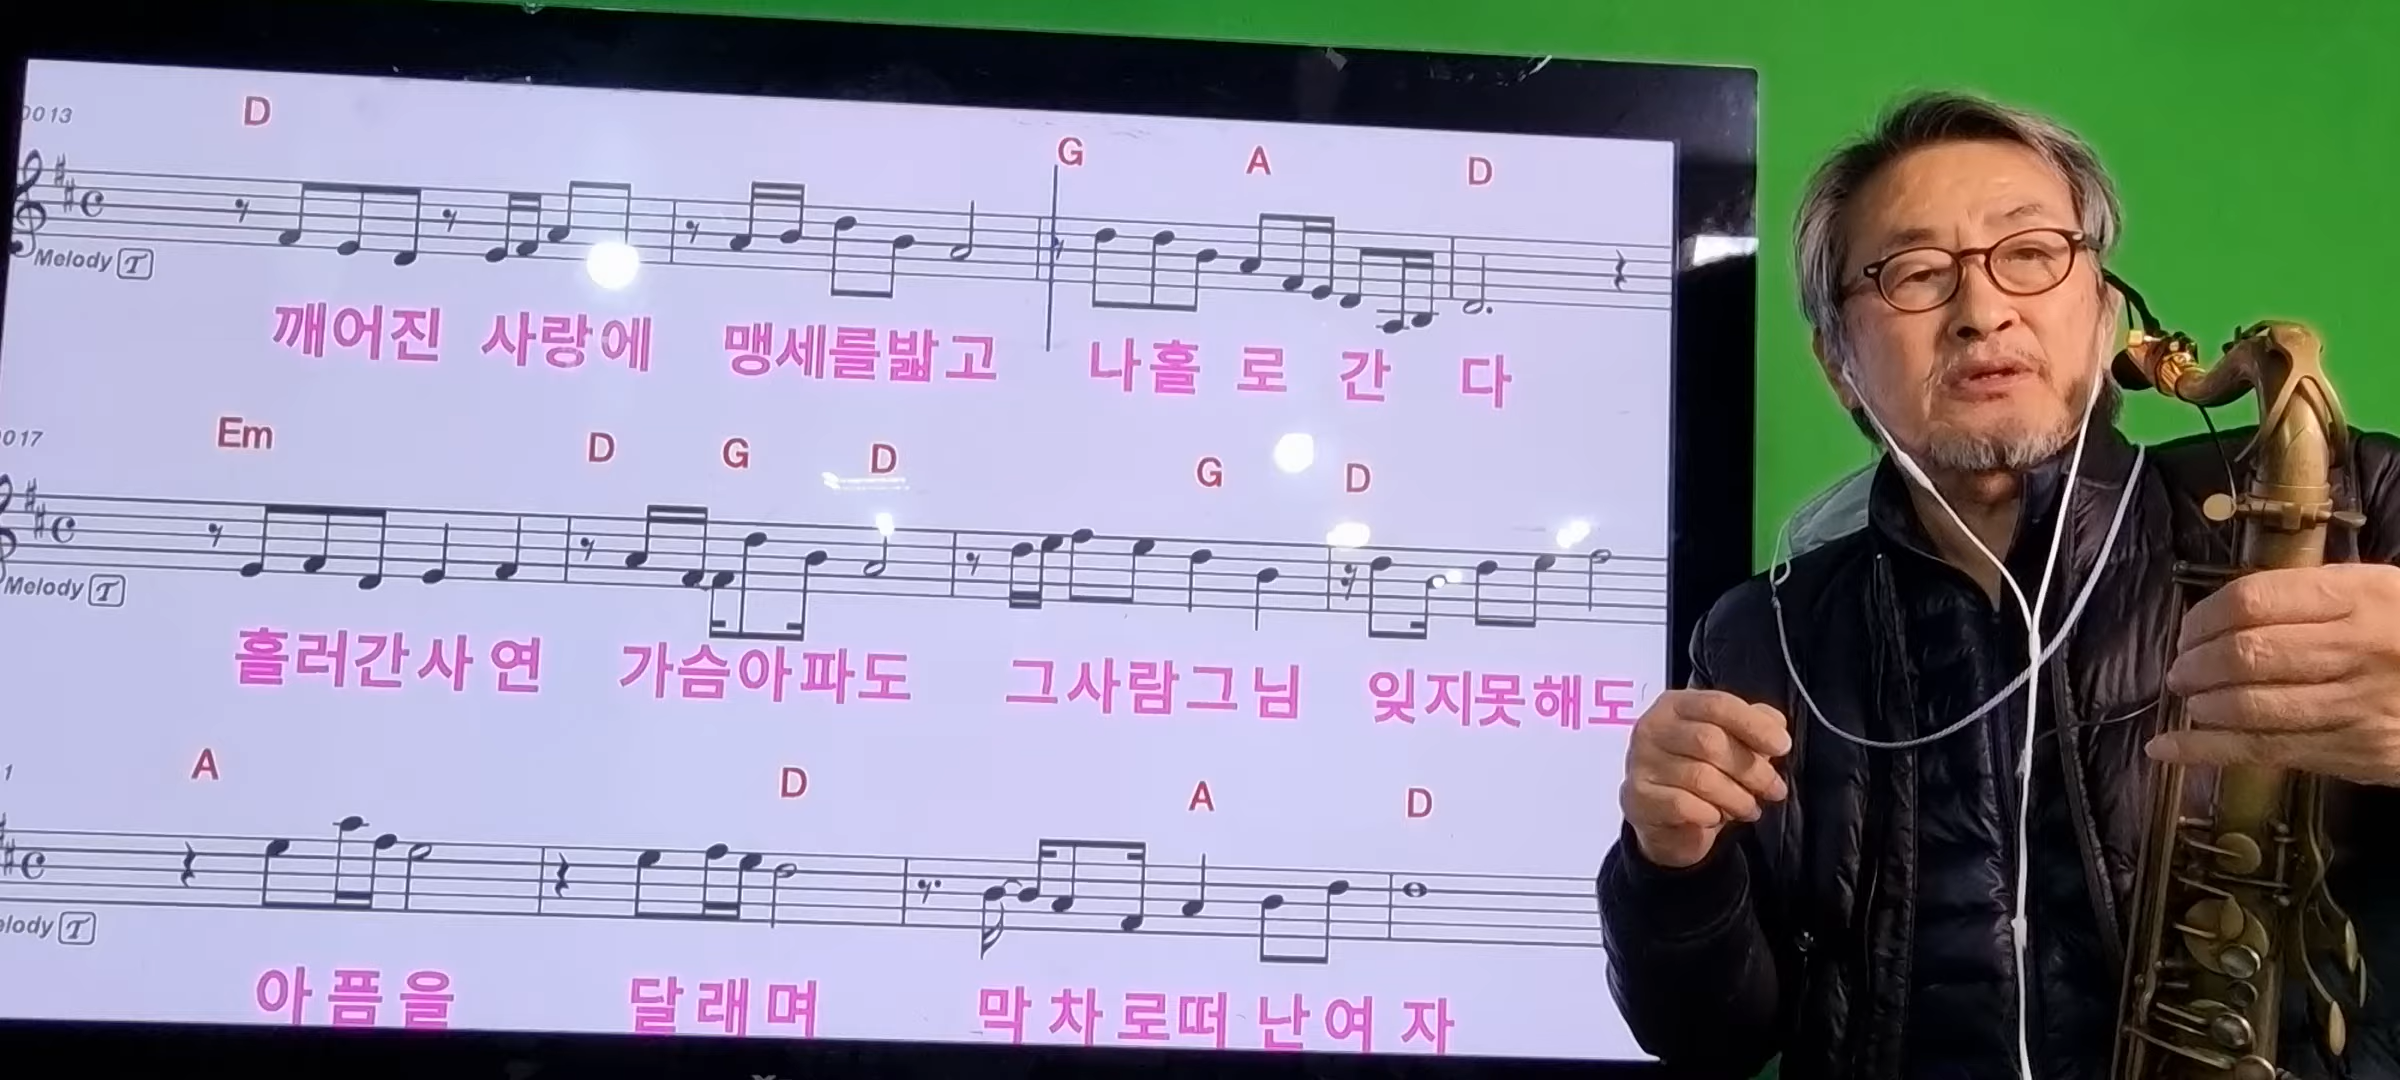 0013 D G A D
Melody T
깨어진 사랑에 맹세를밟고 나홀 로 간 다
0017 Em D G D G D
Melody T
흘러간사 연 가슴아파도 그사람그님 잊지못해도
1 A D A D
elody T
아픔을 달래며 막차로떠난여자